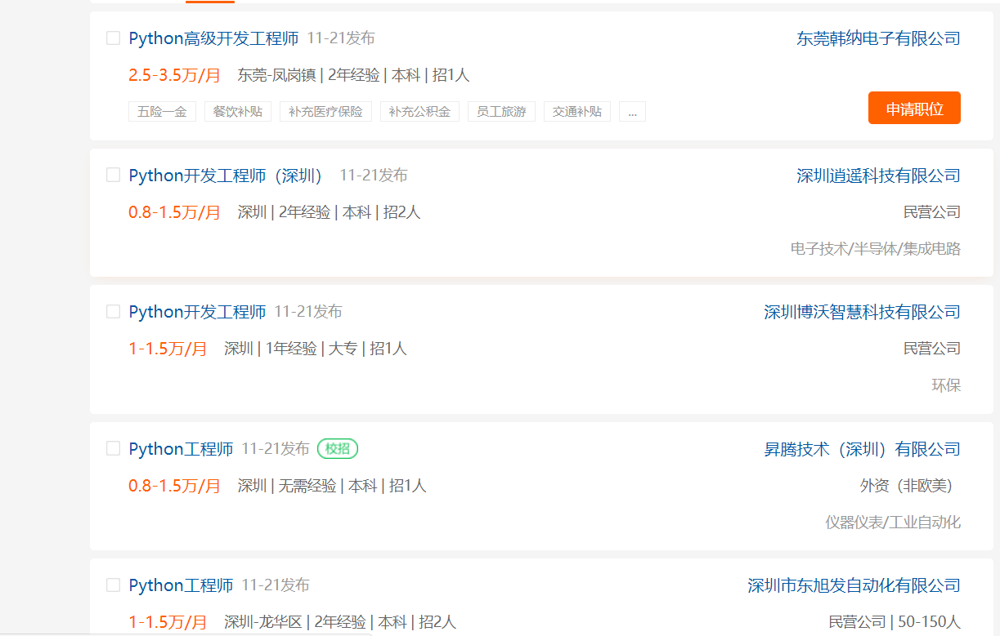 Python高级开发工程师 11-21发布 东莞韩纳电子有限公司
2.5-3.5万/月 东莞-凤岗镇 | 2年经验 | 本科 | 招1人
五险一金 餐饮补贴 补充医疗保险 补充公积金 员工旅游 交通补贴 ... 申请职位
Python开发工程师（深圳） 11-21发布 深圳逍遥科技有限公司
0.8-1.5万/月 深圳 | 2年经验 | 本科 | 招2人 民营公司
电子技术/半导体/集成电路
Python开发工程师 11-21发布 深圳博沃智慧科技有限公司
1-1.5万/月 深圳 | 1年经验 | 大专 | 招1人 民营公司
环保
Python工程师 11-21发布 校招 昇腾技术（深圳）有限公司
0.8-1.5万/月 深圳 | 无需经验 | 本科 | 招1人 外资（非欧美）
仪器仪表/工业自动化
Python工程师 11-21发布 深圳市东旭发自动化有限公司
1-1.5万/月 深圳-龙华区 | 2年经验 | 本科 | 招2人 民营公司 | 50-150人